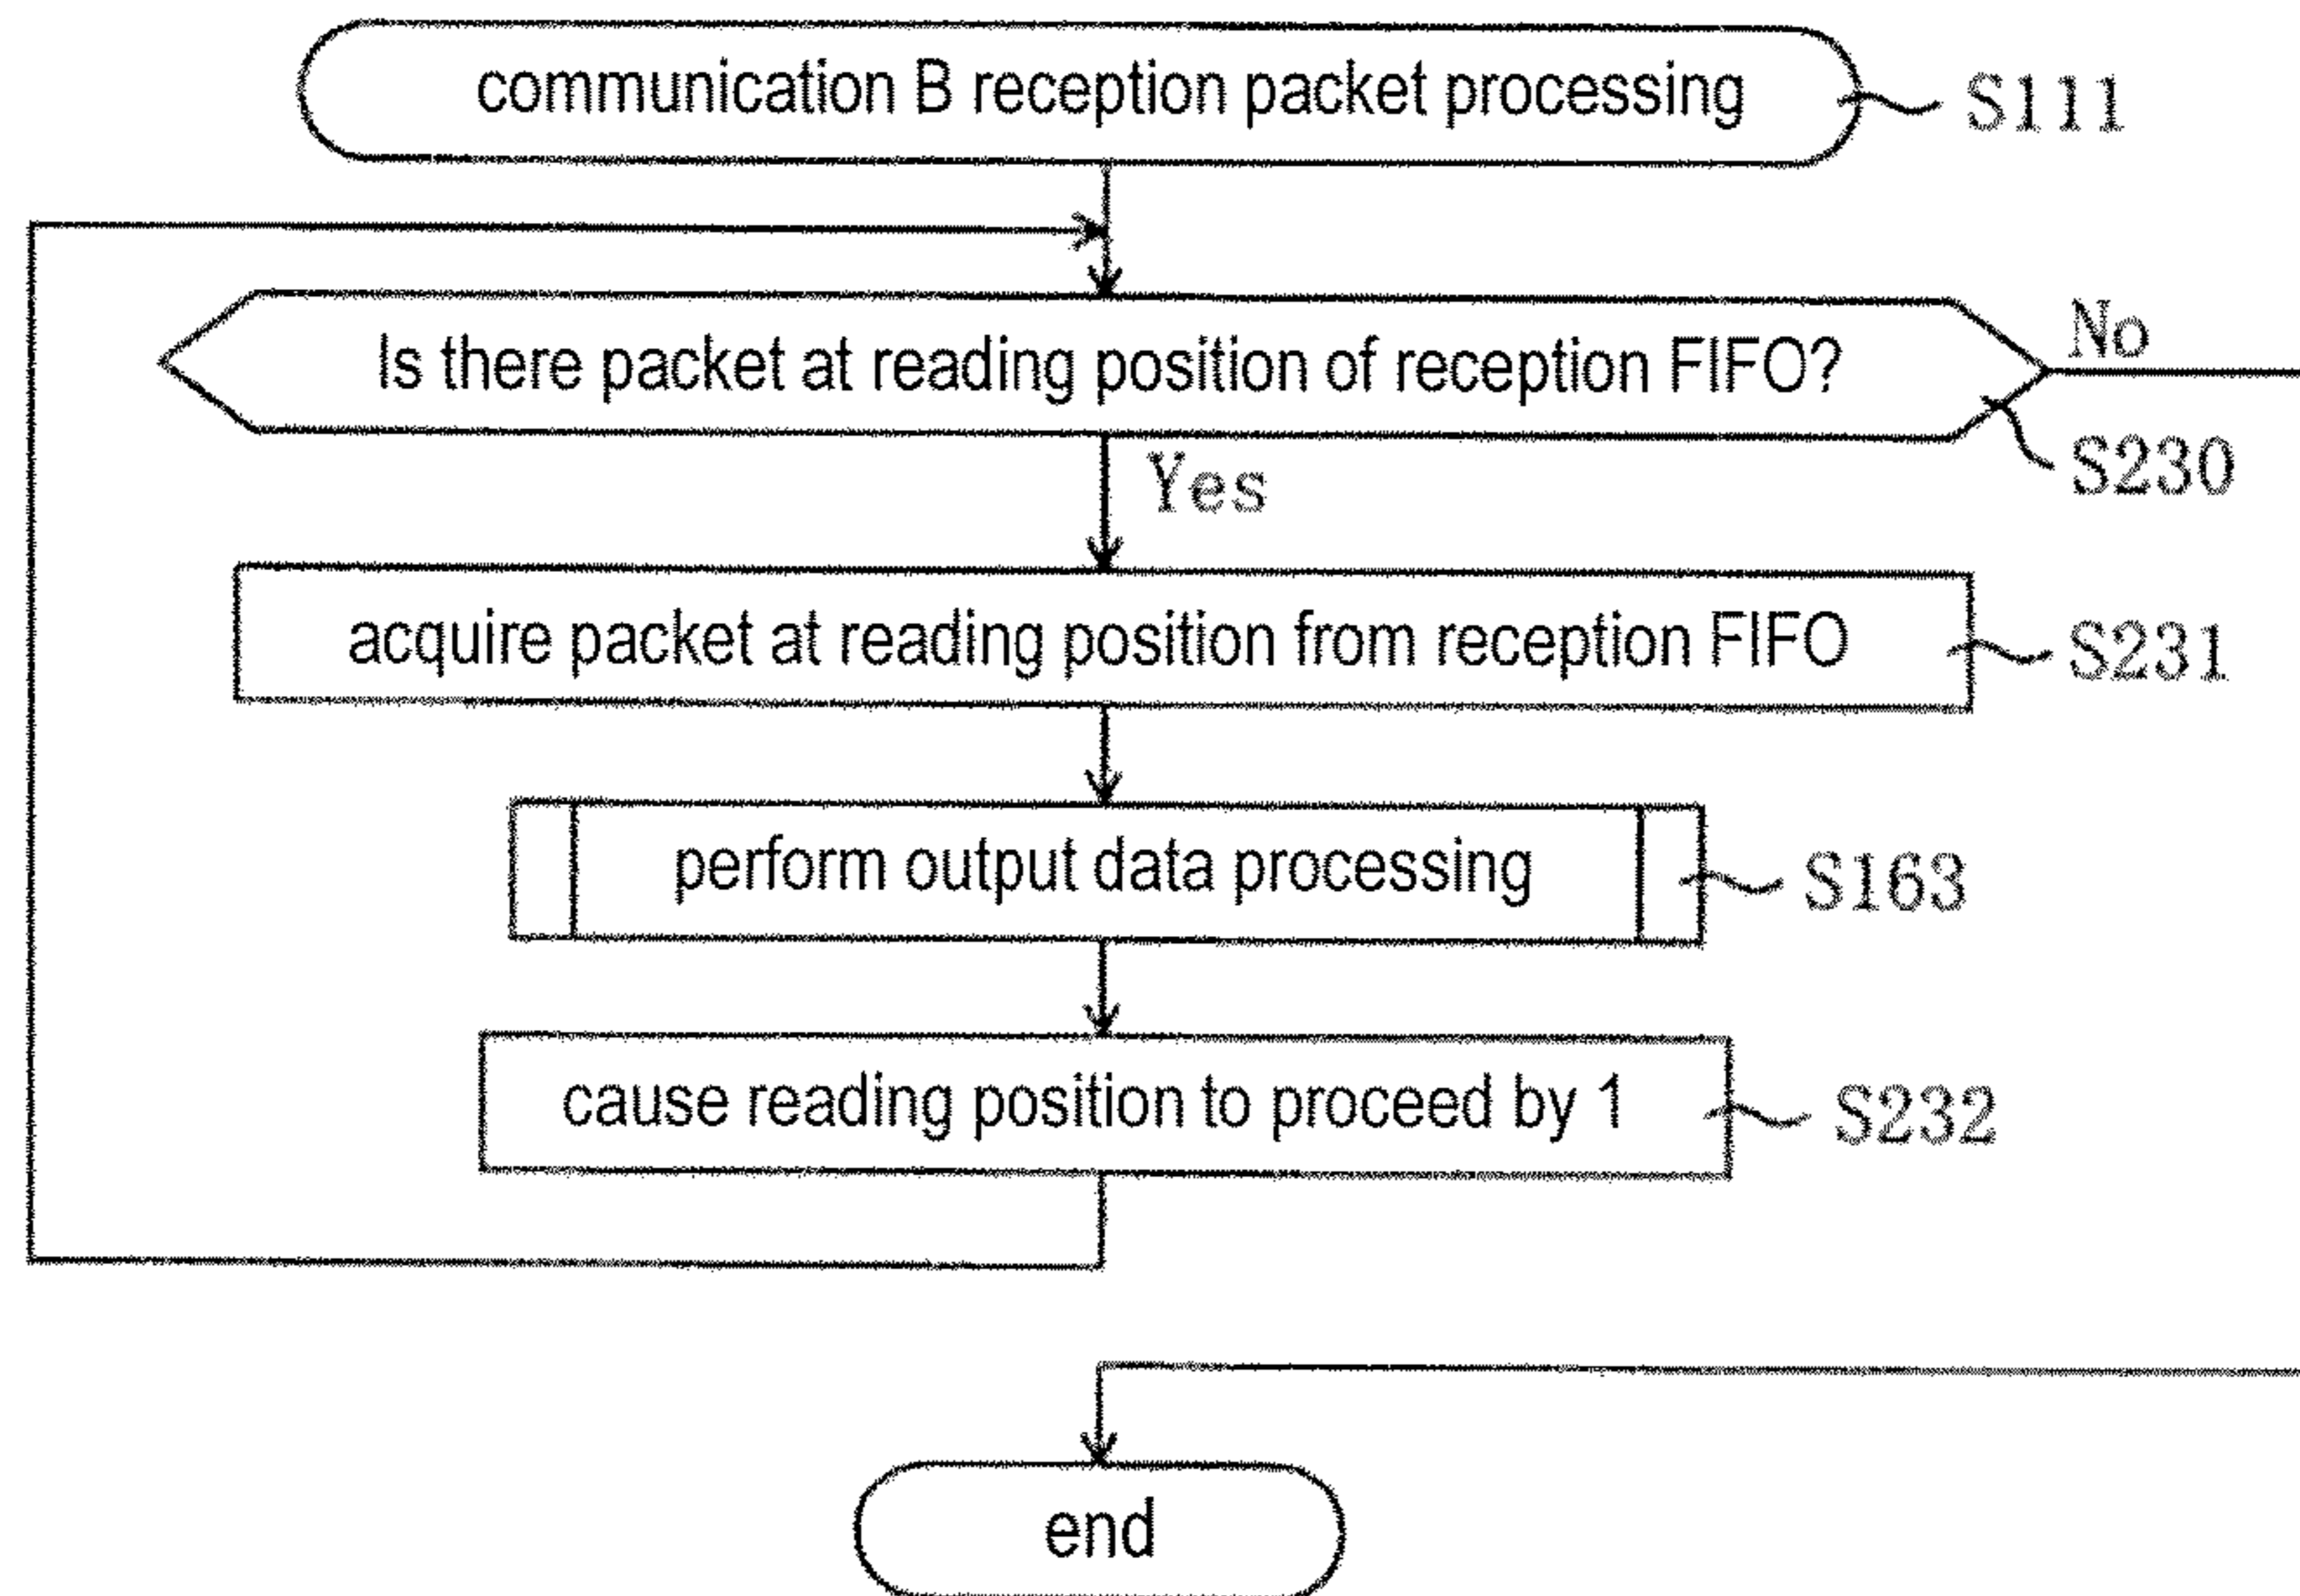 communication B reception packet processing
S111
Is there packet at reading position of reception FIFO?
No
S230
Yes
acquire packet at reading position from reception FIFO
S231
perform output data processing
S163
cause reading position to proceed by 1
S232
end